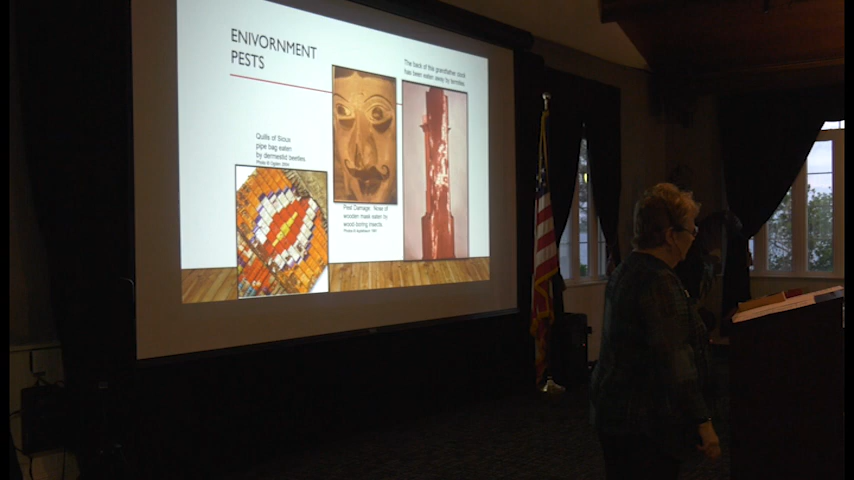 ENIVORNMENT
PESTS
The back of this grandfather clock
has been eaten away by termites
Quills of Sioux
pipe bag eaten
by dermestid beetles
Pest Damage: Nose of
wooden mask eaten by
wood boring insects